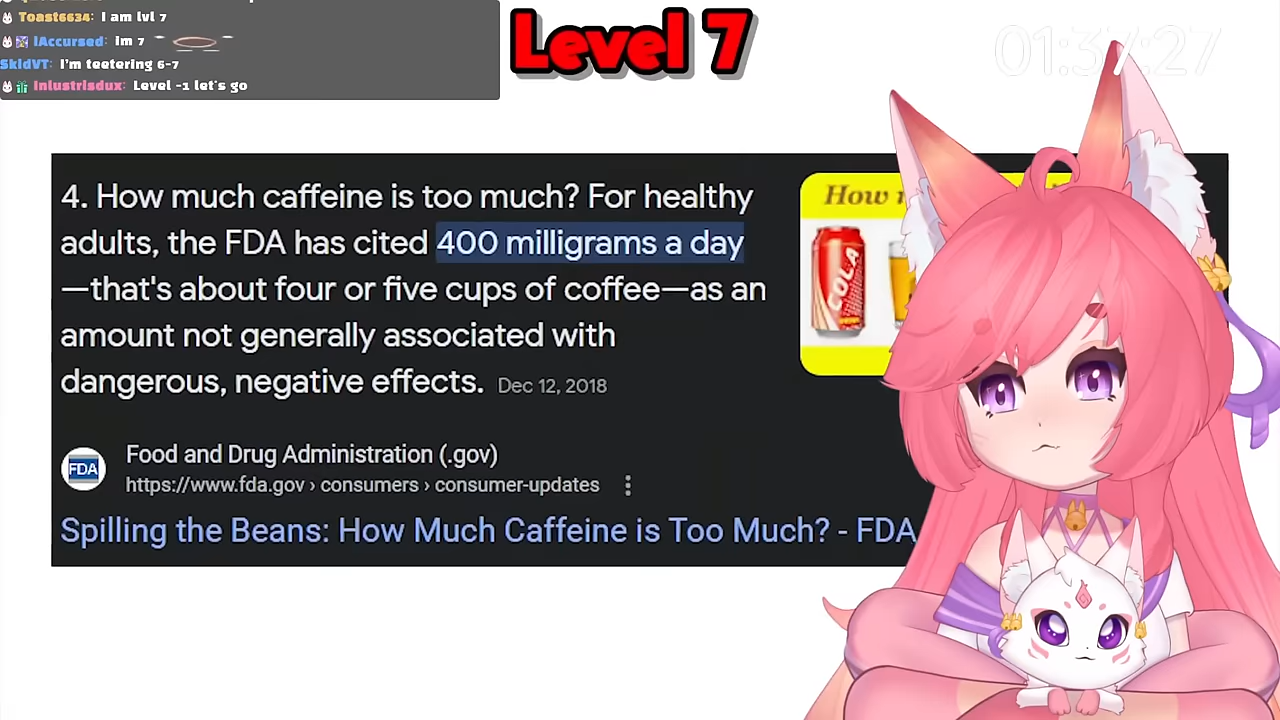 Toast6634: I am lvl 7
lAccursed: Im 7
SkidVT: I'm teetering 6-7
Inlustrisdux: Level -1 let's go
Level 7
01:37:27
4. How much caffeine is too much? For healthy
adults, the FDA has cited 400 milligrams a day
—that's about four or five cups of coffee—as an
amount not generally associated with
dangerous, negative effects. Dec 12, 2018
How
COLA
FDA
Food and Drug Administration (.gov)
https://www.fda.gov › consumers › consumer-updates
Spilling the Beans: How Much Caffeine is Too Much? - FDA